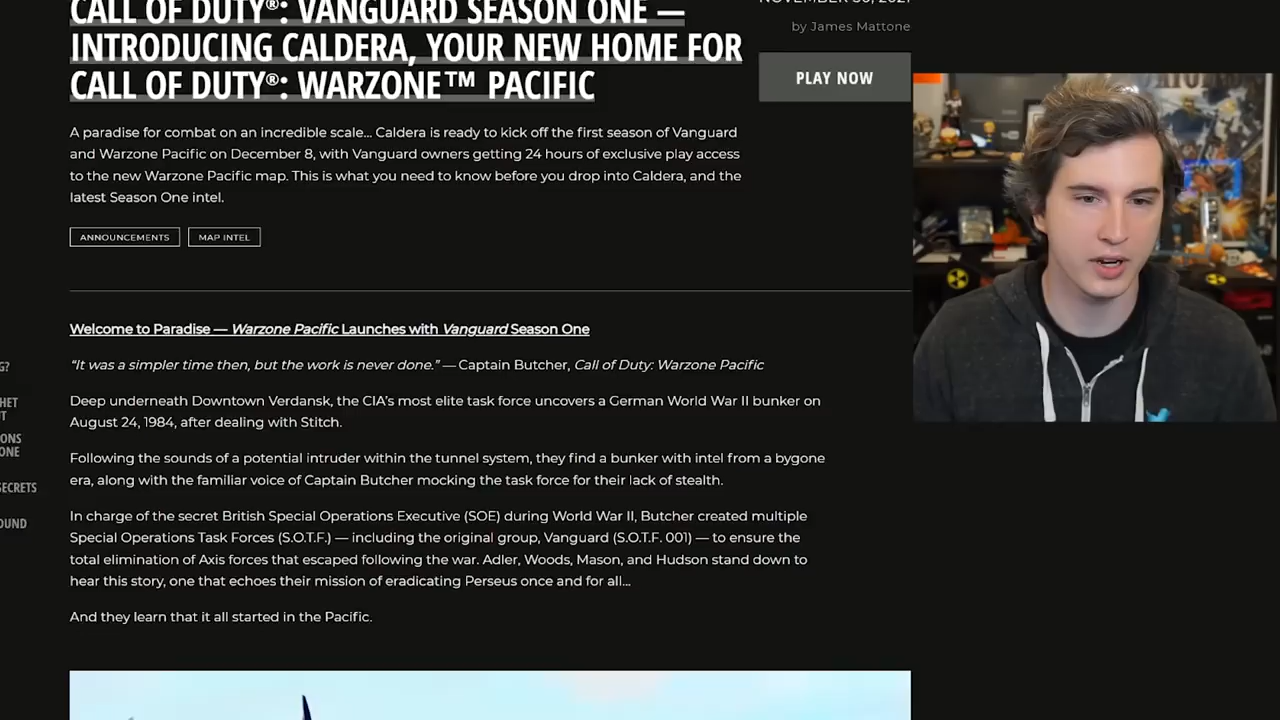 CALL OF DUTY®: VANGUARD SEASON ONE —
INTRODUCING CALDERA, YOUR NEW HOME FOR
CALL OF DUTY®: WARZONE™ PACIFIC
by James Mattone
PLAY NOW
A paradise for combat on an incredible scale... Caldera is ready to kick off the first season of Vanguard
and Warzone Pacific on December 8, with Vanguard owners getting 24 hours of exclusive play access
to the new Warzone Pacific map. This is what you need to know before you drop into Caldera, and the
latest Season One intel.
ANNOUNCEMENTS
MAP INTEL
Welcome to Paradise — Warzone Pacific Launches with Vanguard Season One
“It was a simpler time then, but the work is never done.” — Captain Butcher, Call of Duty: Warzone Pacific
Deep underneath Downtown Verdansk, the CIA’s most elite task force uncovers a German World War II bunker on
August 24, 1984, after dealing with Stitch.
Following the sounds of a potential intruder within the tunnel system, they find a bunker with intel from a bygone
era, along with the familiar voice of Captain Butcher mocking the task force for their lack of stealth.
In charge of the secret British Special Operations Executive (SOE) during World War II, Butcher created multiple
Special Operations Task Forces (S.O.T.F.) — including the original group, Vanguard (S.O.T.F. 001) — to ensure the
total elimination of Axis forces that escaped following the war. Adler, Woods, Mason, and Hudson stand down to
hear this story, one that echoes their mission of eradicating Perseus once and for all...
And they learn that it all started in the Pacific.
G?
HET
T
ONS
ONE
SECRETS
OUND